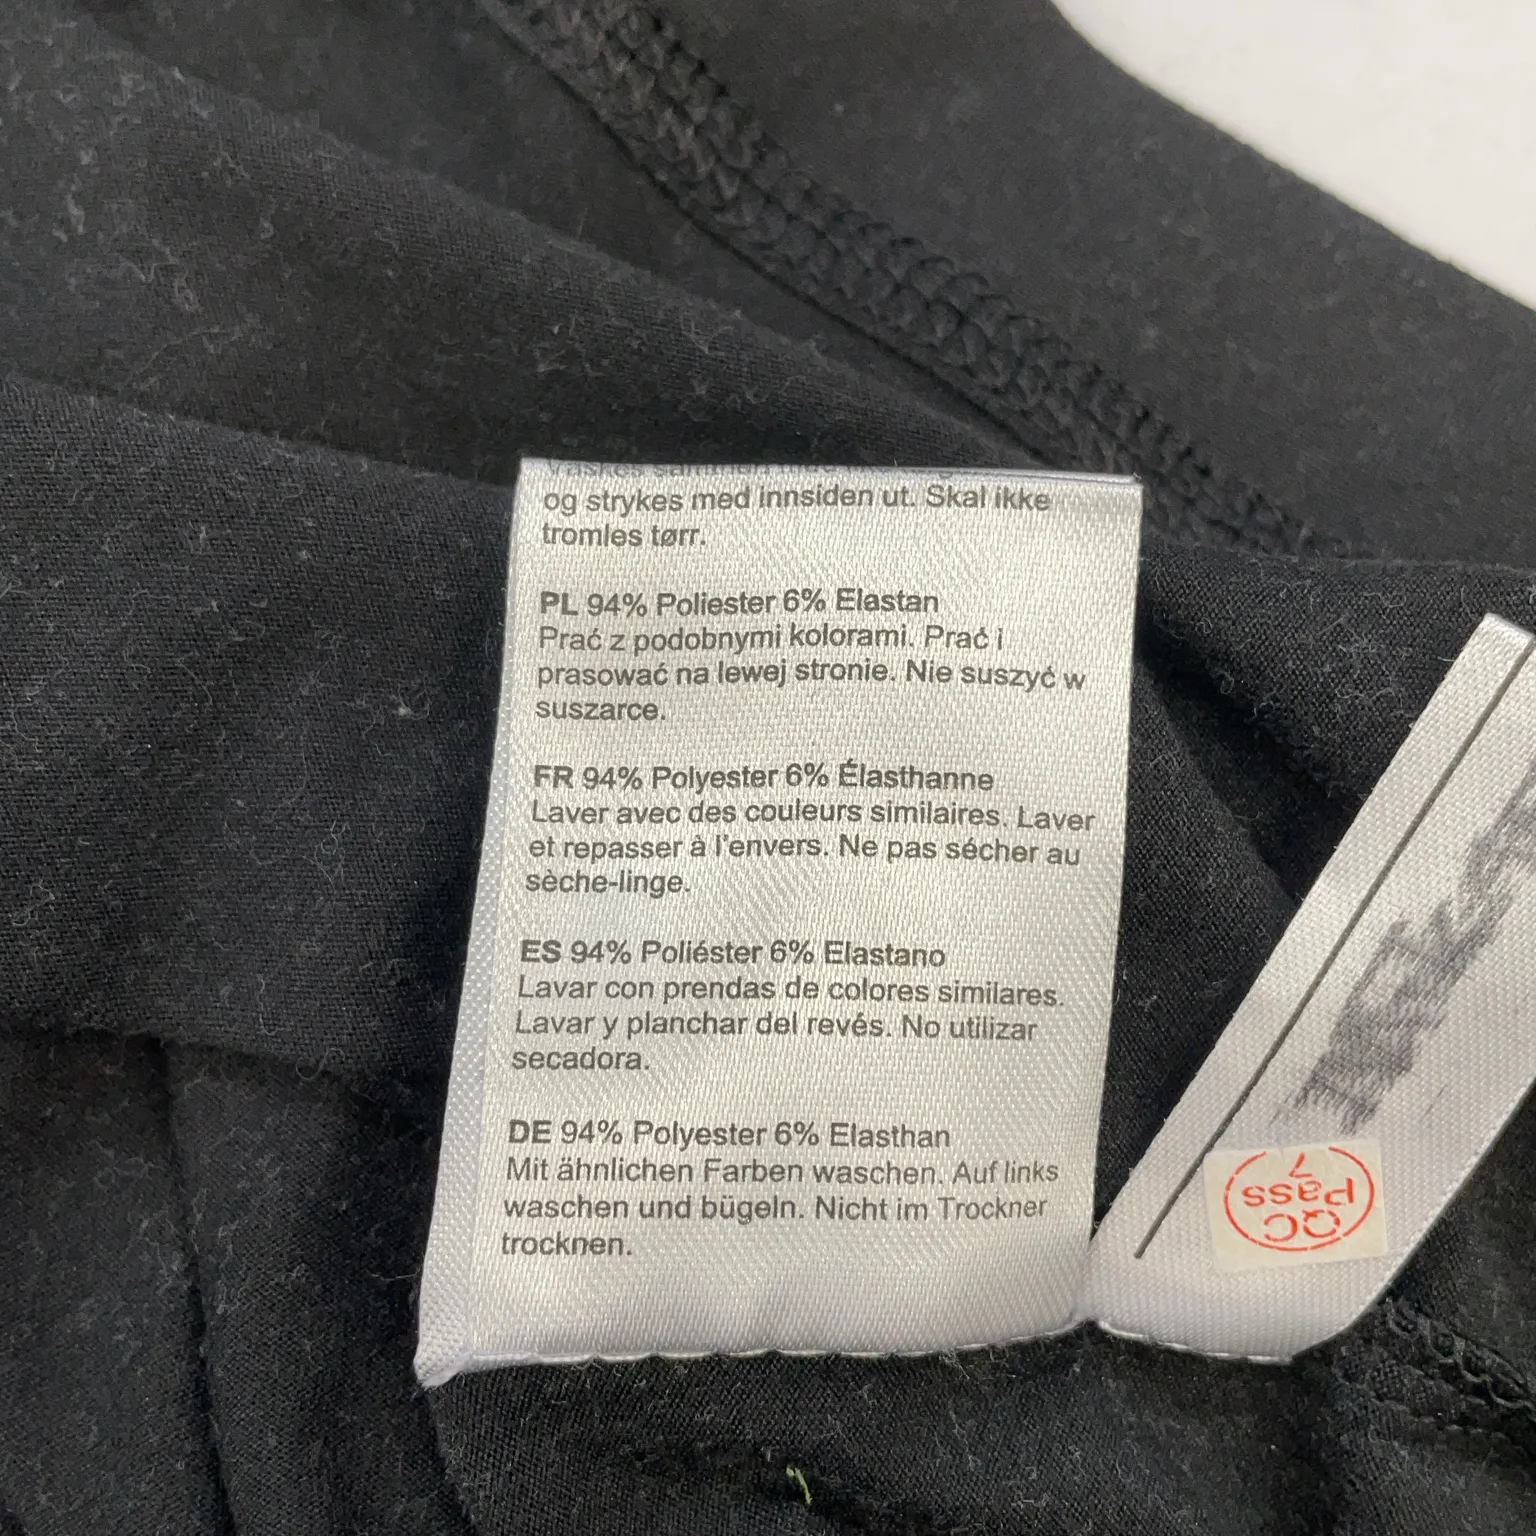 og strykes med innsiden ut. Skal ikke
tromles tørr.
PL 94% Poliester 6% Elastan
Prać z podobnymi kolorami. Prać i
prasować na lewej stronie. Nie suszyć w
suszarce.
FR 94% Polyester 6% Élasthanne
Laver avec des couleurs similaires. Laver
et repasser à l'envers. Ne pas sécher au
sèche-linge.
ES 94% Poliéster 6% Elastano
Lavar con prendas de colores similares.
Lavar y planchar del revés. No utilizar
secadora.
DE 94% Polyester 6% Elasthan
Mit ähnlichen Farben waschen. Auf links
waschen und bügeln. Nicht im Trockner
trocknen.
QC
pass
7